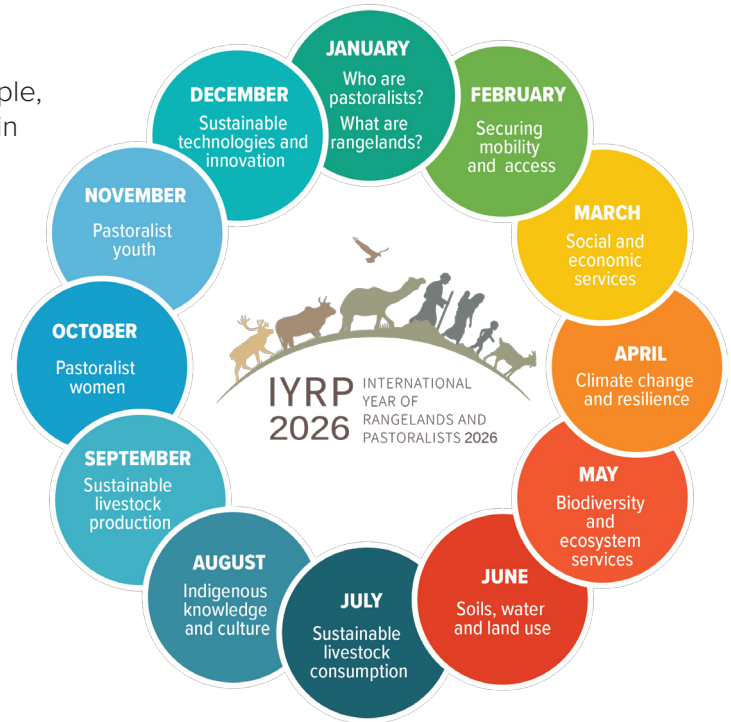 ple,
in
JANUARY
Who are
pastoralists?
What are
rangelands?
FEBRUARY
Securing
mobility
and access
MARCH
Social and
economic
services
APRIL
Climate change
and resilience
MAY
Biodiversity
and
ecosystem
services
JUNE
Soils, water
and land use
JULY
Sustainable
livestock
consumption
AUGUST
Indigenous
knowledge
and culture
SEPTEMBER
Sustainable
livestock
production
OCTOBER
Pastoralist
women
NOVEMBER
Pastoralist
youth
DECEMBER
Sustainable
technologies and
innovation
IYRP
2026
INTERNATIONAL
YEAR OF
RANGELANDS AND
PASTORALISTS 2026